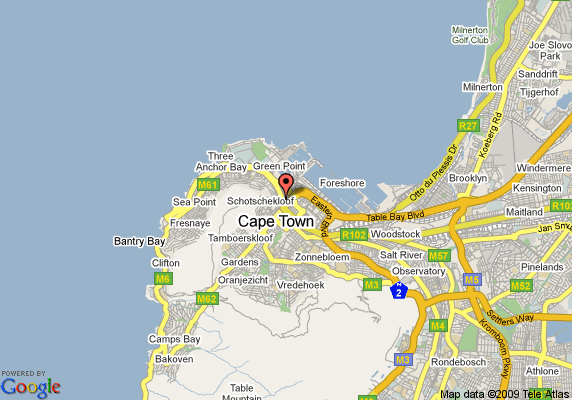 Milnerton
Golf Club
Joe Slovo
Park
Sanddrift
Milnerton
Tijgerhof
R27
Koeberg Rd
Otto du Plessis Dr
Three
Anchor Bay
Green Point
Windermere
M61
Foreshore
Brooklyn
Kensington
Sea Point
Schotschekloof
Eastern Blvd
Table Bay Blvd
Maitland
Fresnaye
Cape Town
R102
Woodstock
Bantry Bay
Tamboerskloof
M57
Clifton
Gardens
Zonnebloem
Salt River
Observatory
Pinelands
M6
Oranjezicht
Vredehoek
M3
N
2
M5
M52
M62
Settlers Way
M4
Camps Bay
Kromboom Pkwy
Bakoven
M3
Rondebosch
Athlone
Table
Mountain
M63
POWERED BY
Google
Map data ©2009 Tele Atlas